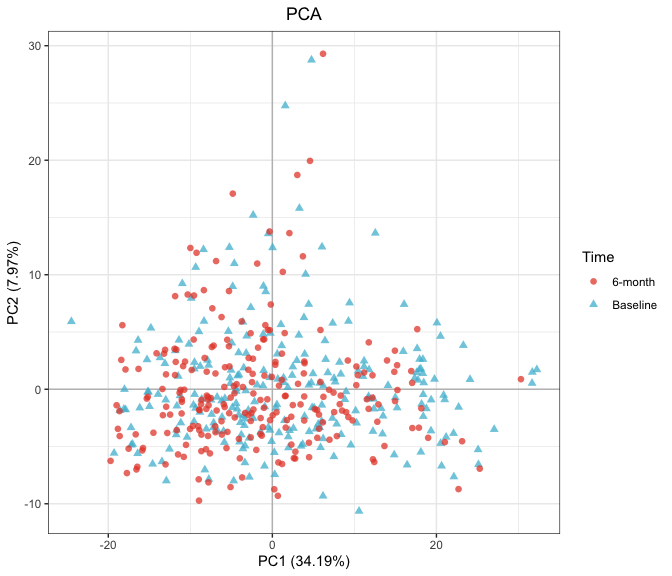 PCA
30
20
10
0
-10
PC2 (7.97%)
-20
0
20
PC1 (34.19%)
Time
6-month
Baseline